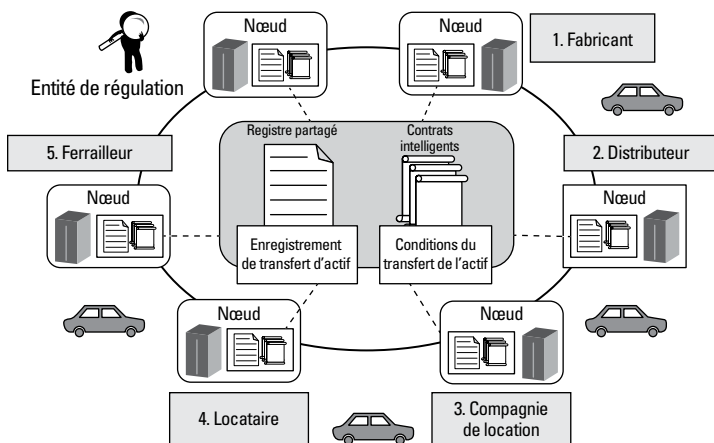 Nœud
Nœud
1. Fabricant
Entité de régulation
Registre partagé
Contrats
intelligents
5. Ferrailleur
2. Distributeur
Nœud
Nœud
Enregistrement
de transfert d'actif
Conditions du
transfert de l'actif
Nœud
Nœud
4. Locataire
3. Compagnie
de location